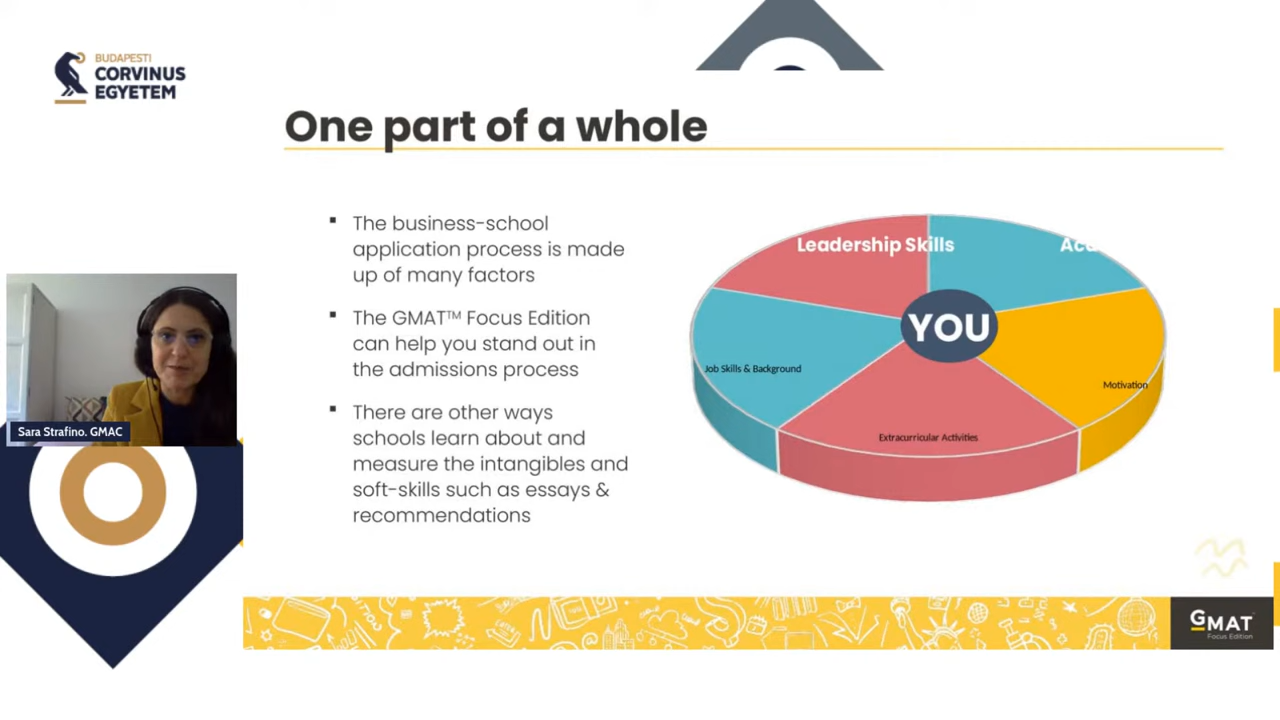 BUDAPESTI
CORVINUS
EGYETEM
One part of a whole
▪ The business-school
application process is made
up of many factors
▪ The GMAT™ Focus Edition
can help you stand out in
the admissions process
▪ There are other ways
schools learn about and
measure the intangibles and
soft-skills such as essays &
recommendations
Leadership Skills
YOU
Job Skills & Background
Motivation
Extracurricular Activities
Sara Strafino. GMAC
GMAT
Focus Edition